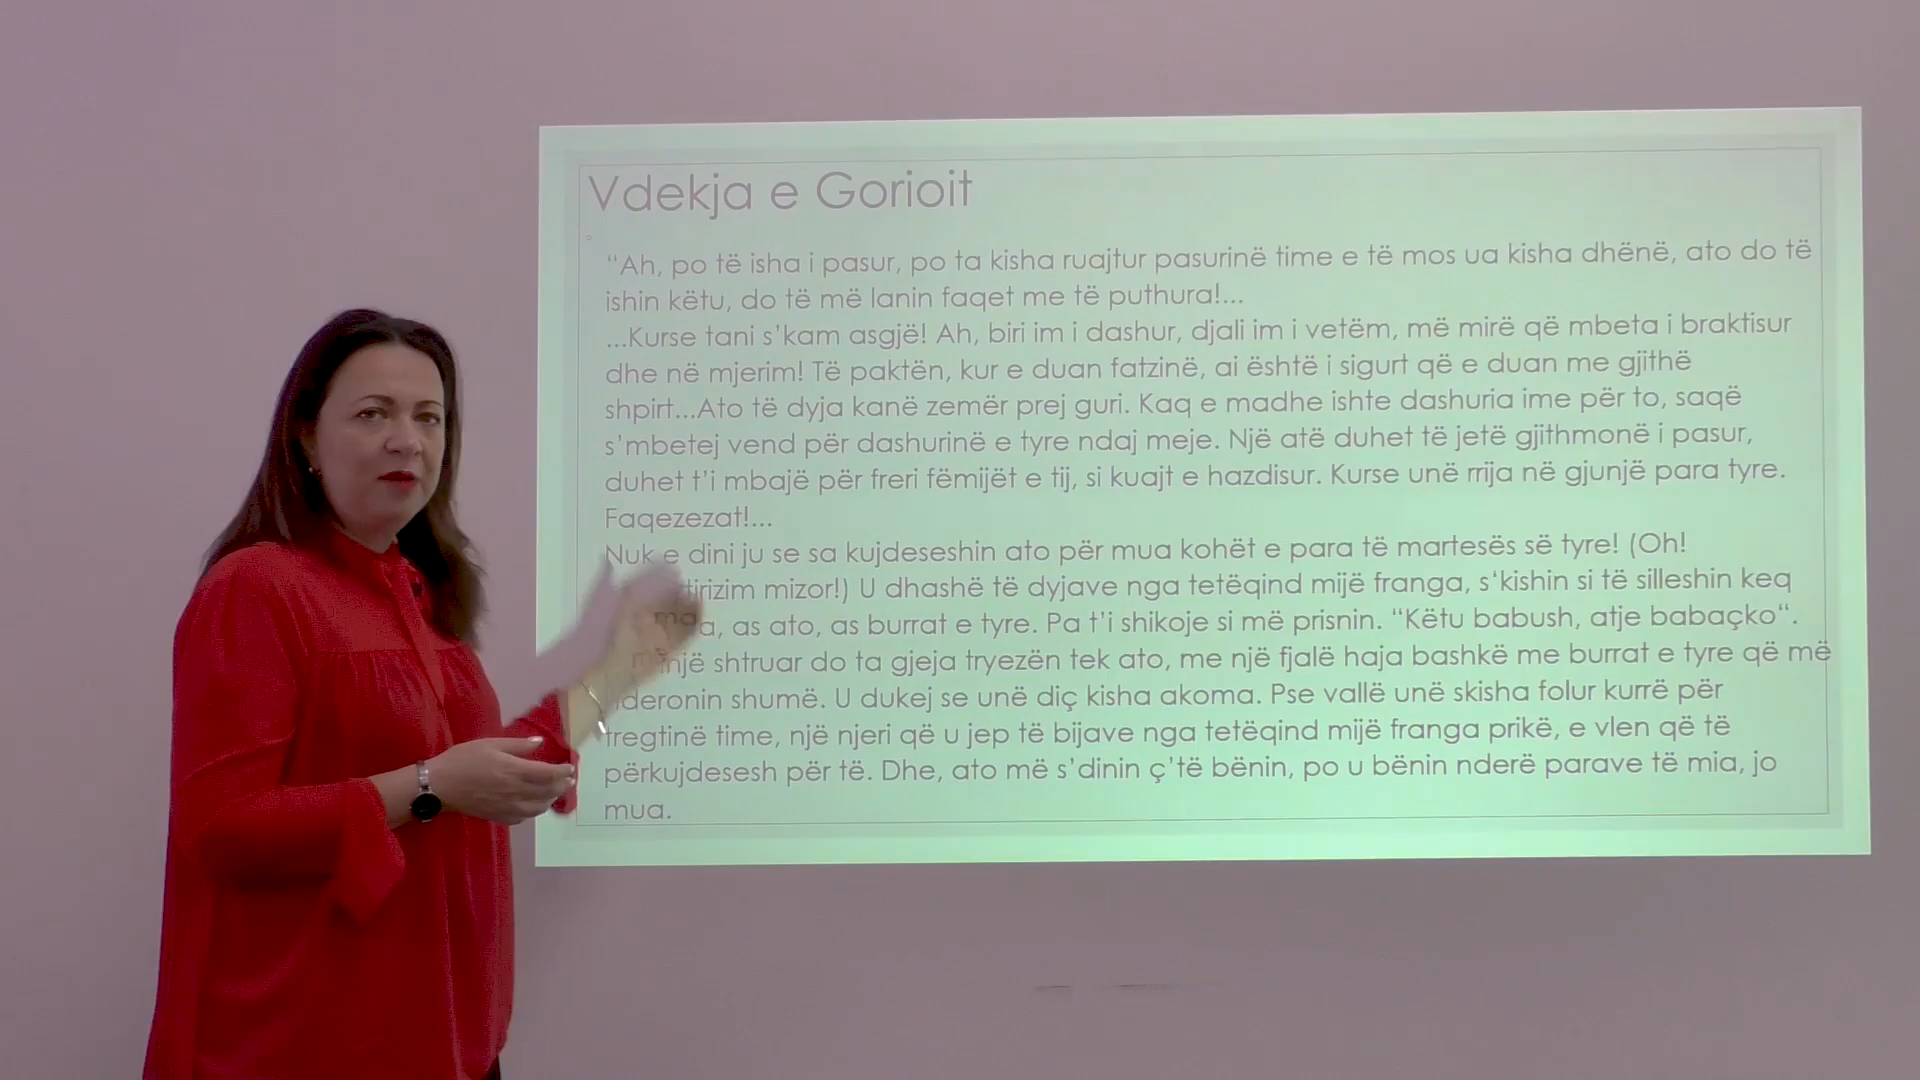 Vdekja e Gorioit
“Ah, po të isha i pasur, po ta kisha ruajtur pasurinë time e të mos ua kisha dhënë, ato do të
ishin këtu, do të më lanin faqet me të puthura!...
...Kurse tani s'kam asgjë! Ah, biri im i dashur, djali im i vetëm, më mirë që mbeta i braktisur
dhe në mjerim! Të paktën, kur e duan fatzinë, ai është i sigurt që e duan me gjithë
shpirt...Ato të dyja kanë zemër prej guri. Kaq e madhe ishte dashuria ime për to, saqë
s'mbetej vend për dashurinë e tyre ndaj meje. Një atë duhet të jetë gjithmonë i pasur,
duhet t'i mbajë për freri fëmijët e tij, si kuajt e hazdisur. Kurse unë rrija në gjunjë para tyre.
Faqezezat!...
Nuk e dini ju se sa kujdeseshin ato për mua kohët e para të martesës së tyre! (Oh!
mizor!) U dhashë të dyjave nga tetëqind mijë franga, s‘kishin si të silleshin keq
as ato, as burrat e tyre. Pa t'i shikoje si më prisnin. “Këtu babush, atje babaçko“.
shtruar do ta gjeja tryezën tek ato, me një fjalë haja bashkë me burrat e tyre që më
nderonin shumë. U dukej se unë diç kisha akoma. Pse vallë unë skisha folur kurrë për
tregtinë time, një njeri që u jep të bijave nga tetëqind mijë franga prikë, e vlen që të
përkujdesesh për të. Dhe, ato më s'dinin ç'të bënin, po u bënin nderë parave të mia, jo
mua.